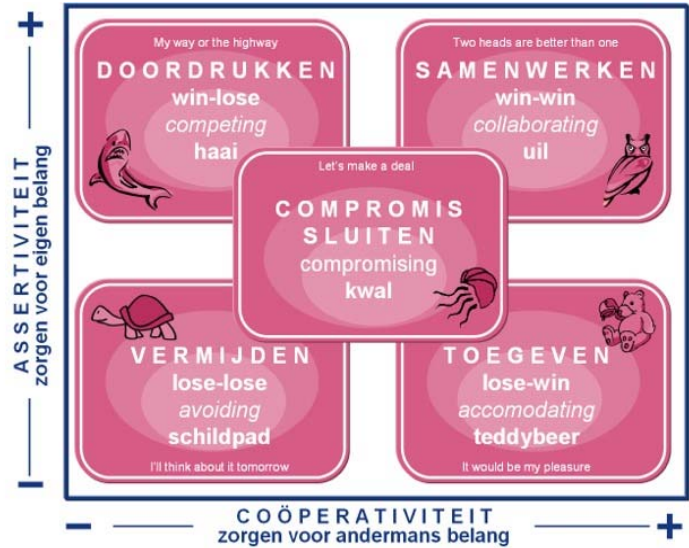 +
ASSERTIVITEIT
zorgen voor eigen belang
–
My way or the highway
DOORDRUKKEN
win-lose
competing
haai
Two heads are better than one
SAMENWERKEN
win-win
collaborating
uil
Let's make a deal
COMPROMIS
SLUITEN
compromising
kwal
VERMIJDEN
lose-lose
avoiding
schildpad
I'll think about it tomorrow
TOEGEVEN
lose-win
accomodating
teddybeer
It would be my pleasure
– COÖPERATIVITEIT +
zorgen voor andermans belang